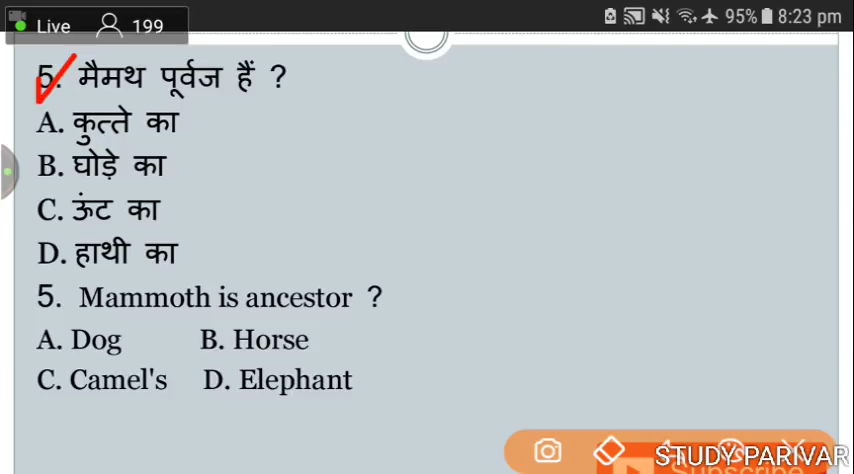 Live 199 95% 8:23 pm
5. मैमथ पूर्वज हैं ?
A. कुत्ते का
B. घोड़े का
C. ऊंट का
D. हाथी का
5. Mammoth is ancestor ?
A. Dog B. Horse
C. Camel's D. Elephant
STUDY PARIVAR